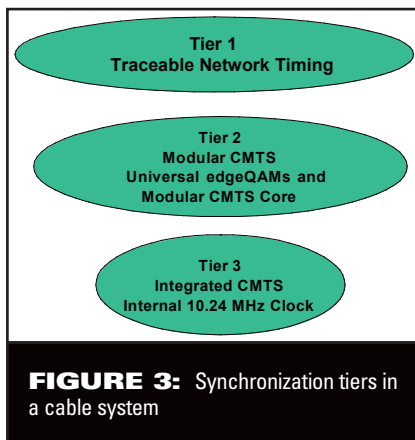 Tier 1
Traceable Network Timing
Tier 2
Modular CMTS
Universal edgeQAMs and
Modular CMTS Core
Tier 3
Integrated CMTS
Internal 10.24 MHz Clock
FIGURE 3: Synchronization tiers in
a cable system